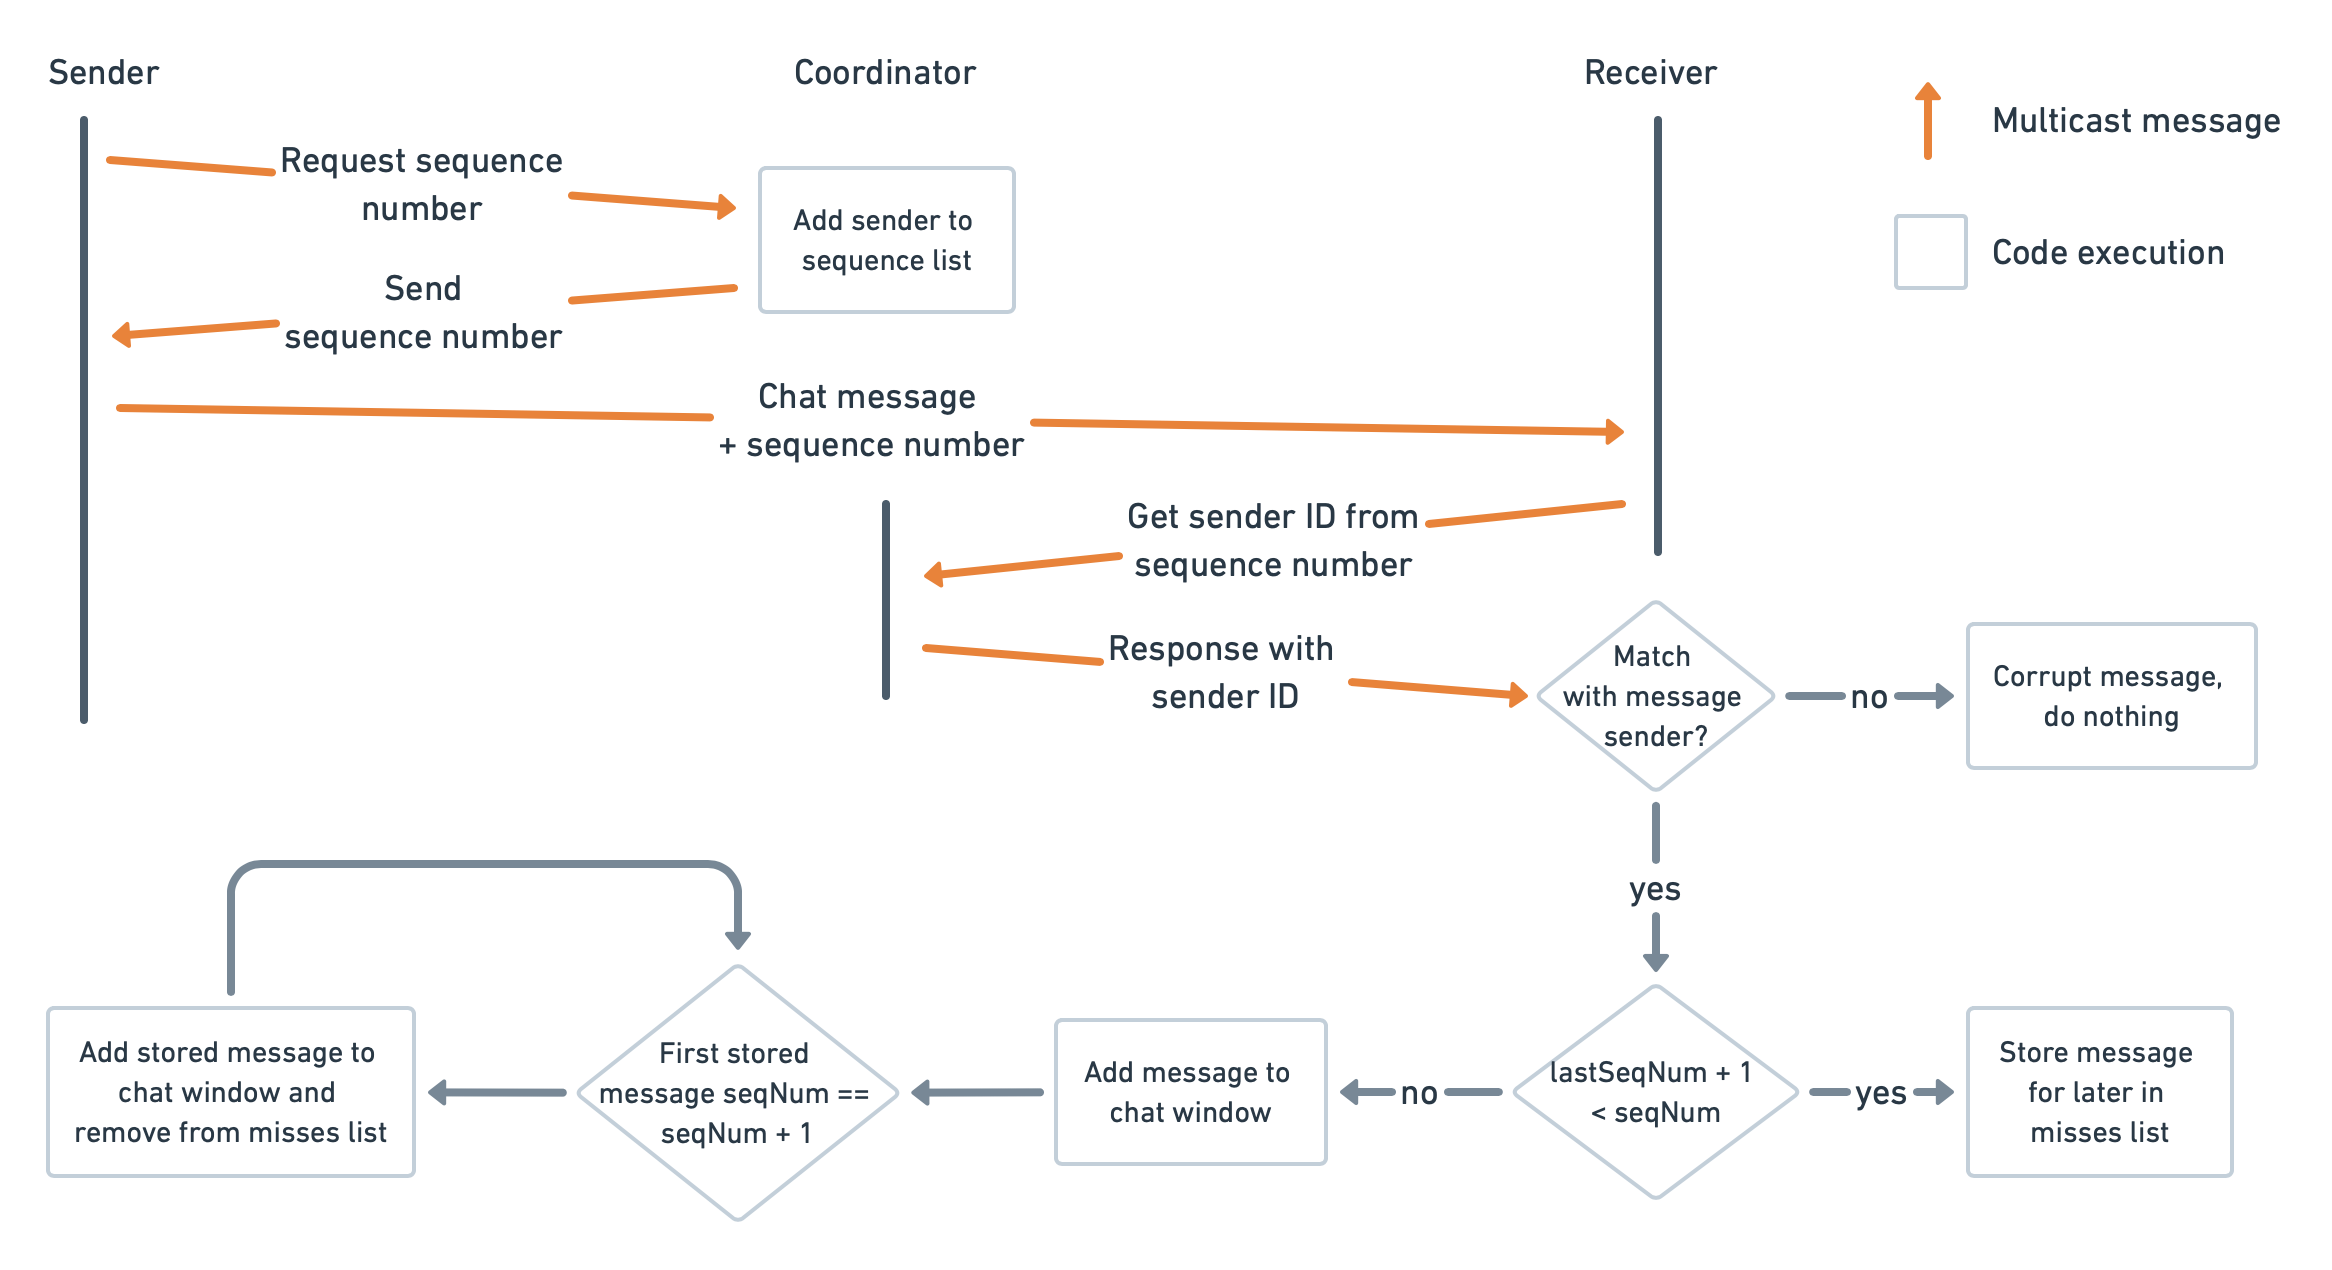 Sender
Coordinator
Receiver
Multicast message
Code execution
Request sequence
number
Add sender to
sequence list
Send
sequence number
Chat message
+ sequence number
Get sender ID from
sequence number
Response with
sender ID
Match
with message
sender?
no
Corrupt message,
do nothing
yes
lastSeqNum + 1
< seqNum
yes
Store message
for later in
misses list
no
Add message to
chat window
First stored
message seqNum ==
seqNum + 1
Add stored message to
chat window and
remove from misses list